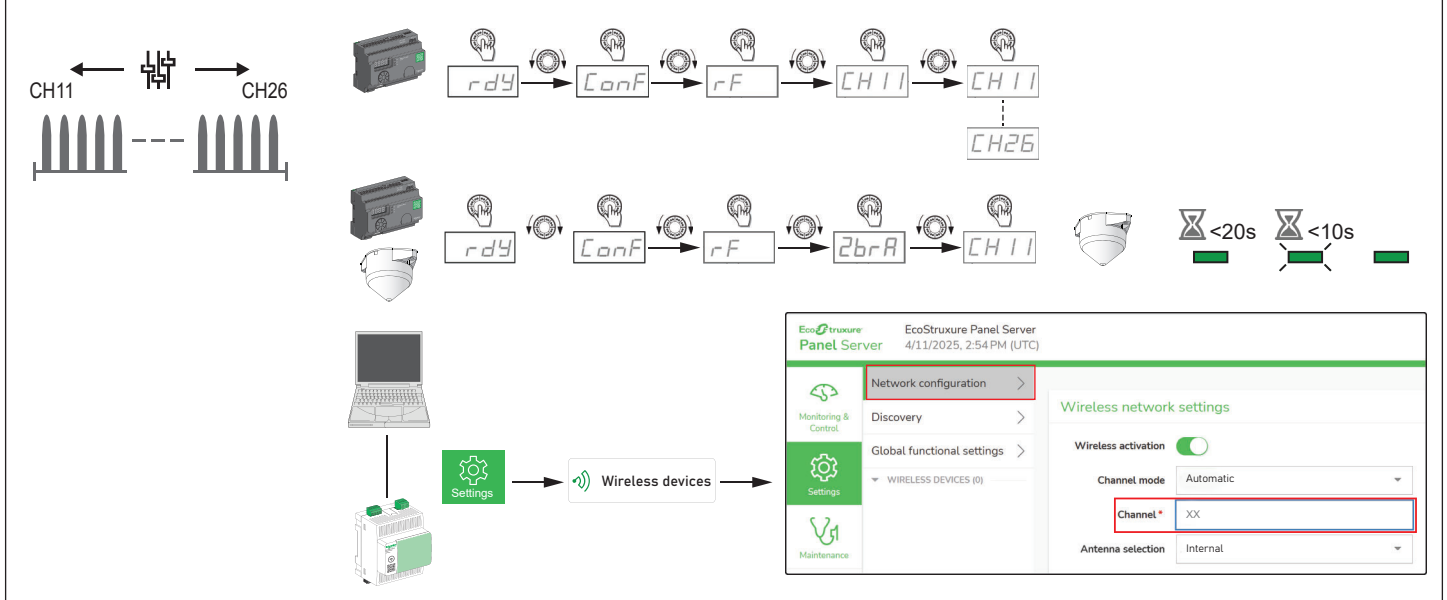 CH11
CH26
rdY
ConF
rF
CH11
CH11
CH26
rdY
ConF
rF
2brA
CH11
<20s
<10s
Settings
Wireless devices
EcoStruxure
Panel Server
EcoStruxure Panel Server
4/11/2025, 2:54 PM (UTC)
Monitoring &
Control
Settings
Maintenance
Network configuration
Discovery
Global functional settings
WIRELESS DEVICES (0)
Wireless network settings
Wireless activation
Channel mode
Automatic
Channel *
XX
Antenna selection
Internal